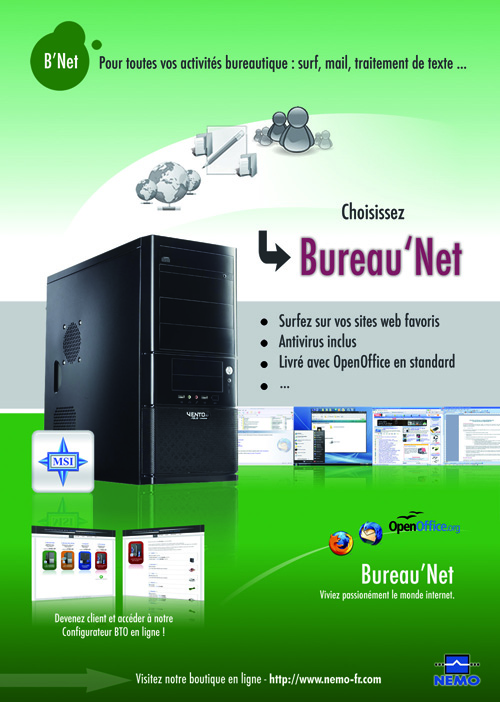 B'Net
Pour toutes vos activités bureautique : surf, mail, traitement de texte ...
Choisissez
Bureau'Net
Surfez sur vos sites web favoris
Antivirus inclus
Livré avec OpenOffice en standard
...
VENTO
MSI
OpenOffice.org
Bureau'Net
Viviez passionément le monde internet.
Devenez client et accéder à notre
Configurateur BTO en ligne !
Visitez notre boutique en ligne - http://www.nemo-fr.com
NEMO